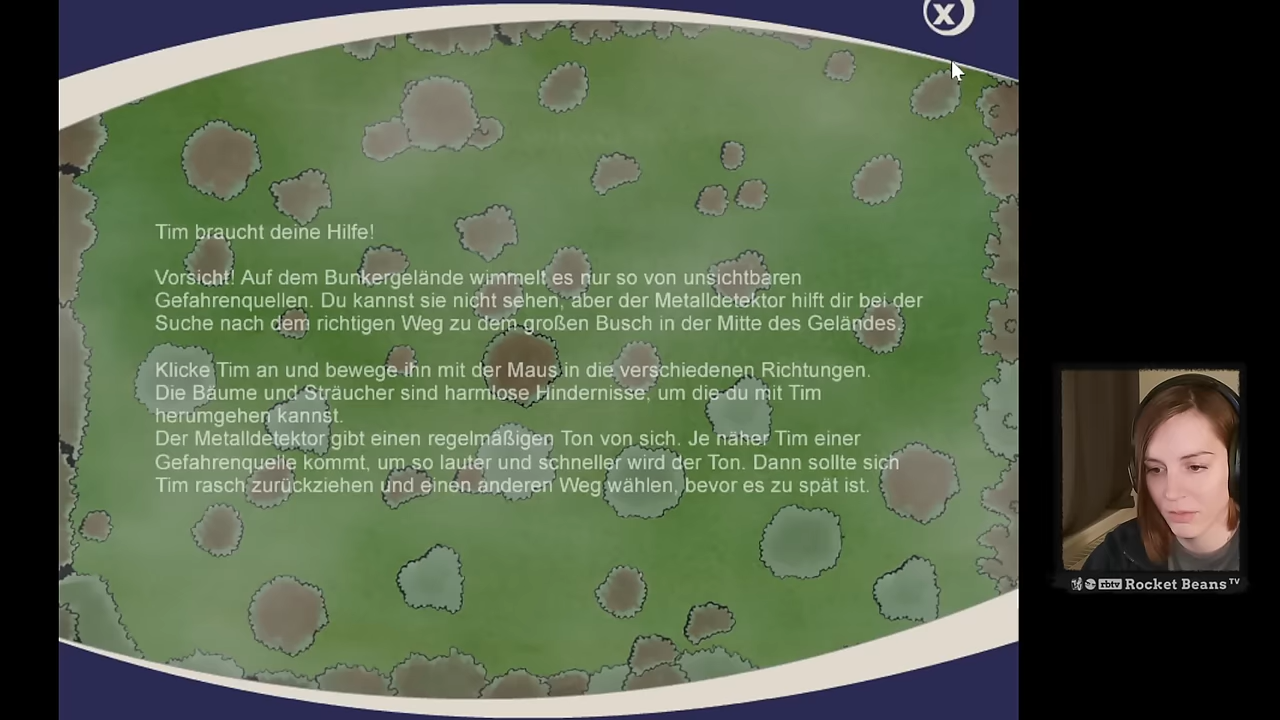 X
Tim braucht deine Hilfe!
Vorsicht! Auf dem Bunkergelände wimmelt es nur so von unsichtbaren
Gefahrenquellen. Du kannst sie nicht sehen, aber der Metalldetektor hilft dir bei der
Suche nach dem richtigen Weg zu dem großen Busch in der Mitte des Geländes.
Klicke Tim an und bewege ihn mit der Maus in die verschiedenen Richtungen.
Die Bäume und Sträucher sind harmlose Hindernisse, um die du mit Tim
herumgehen kannst.
Der Metalldetektor gibt einen regelmäßigen Ton von sich. Je näher Tim einer
Gefahrenquelle kommt, um so lauter und schneller wird der Ton. Dann sollte sich
Tim rasch zurückziehen und einen anderen Weg wählen, bevor es zu spät ist.
rbtv Rocket Beans TV